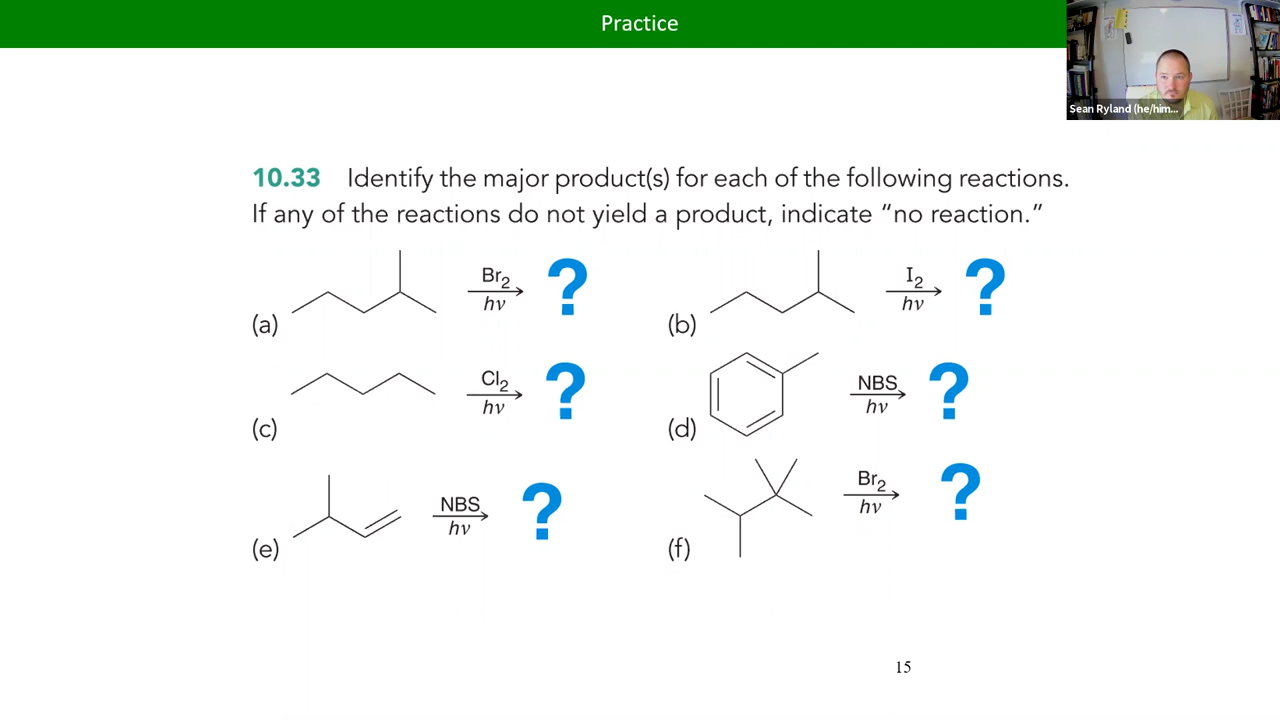 Practice
Sean Ryland (he/him...
10.33 Identify the major product(s) for each of the following reactions.
If any of the reactions do not yield a product, indicate “no reaction.”
(a) Br₂ hν ?
(b) I₂ hν ?
(c) Cl₂ hν ?
(d) NBS hν ?
(e) NBS hν ?
(f) Br₂ hν ?
15